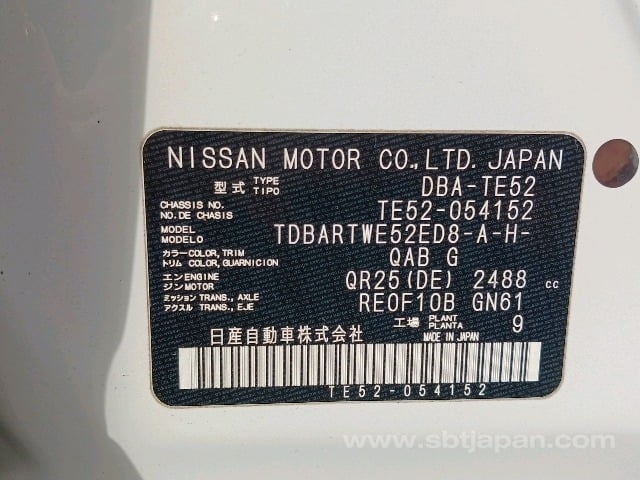 NISSAN MOTOR CO.,LTD. JAPAN
型式 TYPE TIPO DBA-TE52
CHASSIS NO. NO.DE CHASIS TE52-054152
MODEL MODELO TDBARTWE52ED8-A-H-
カラー COLOR, TRIM トリム COLOR, GUARNICION QAB G
エンジン ENGINE MOTOR QR25(DE) 2488 cc
ミッション TRANS., AXLE アクスル TRANS., EJE RE0F10B GN61
工場 PLANT PLANTA 9
日産自動車株式会社 MADE IN JAPAN
TE52-054152
www.sbtjapan.com